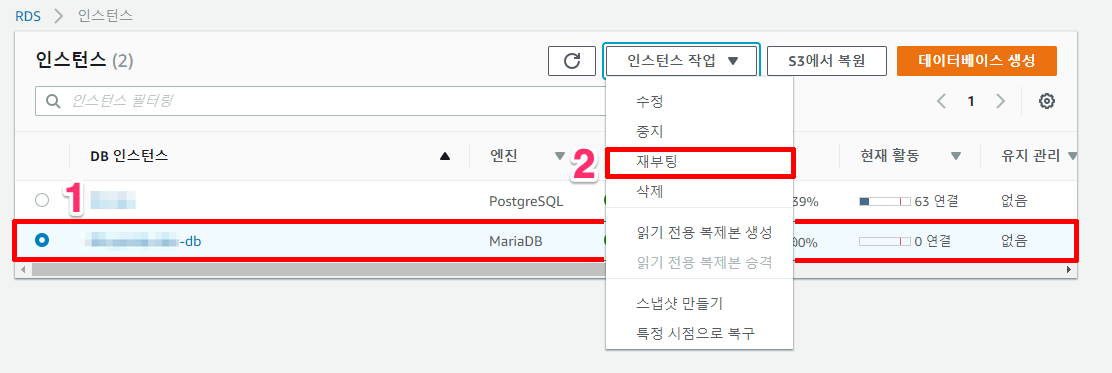 RDS > 인스턴스
인스턴스 (2) 인스턴스 작업 ▼ S3에서 복원 데이터베이스 생성
인스턴스 필터링 < 1 >
DB 인스턴스 ▲ 엔진 ▼ 현재 활동 ▼ 유지 관리 ▼
수정
중지
2 재부팅
삭제
읽기 전용 복제본 생성
읽기 전용 복제본 승격
스냅샷 만들기
특정 시점으로 복구
1 PostgreSQL 39% 63 연결 없음
-db MariaDB 00% 0 연결 없음